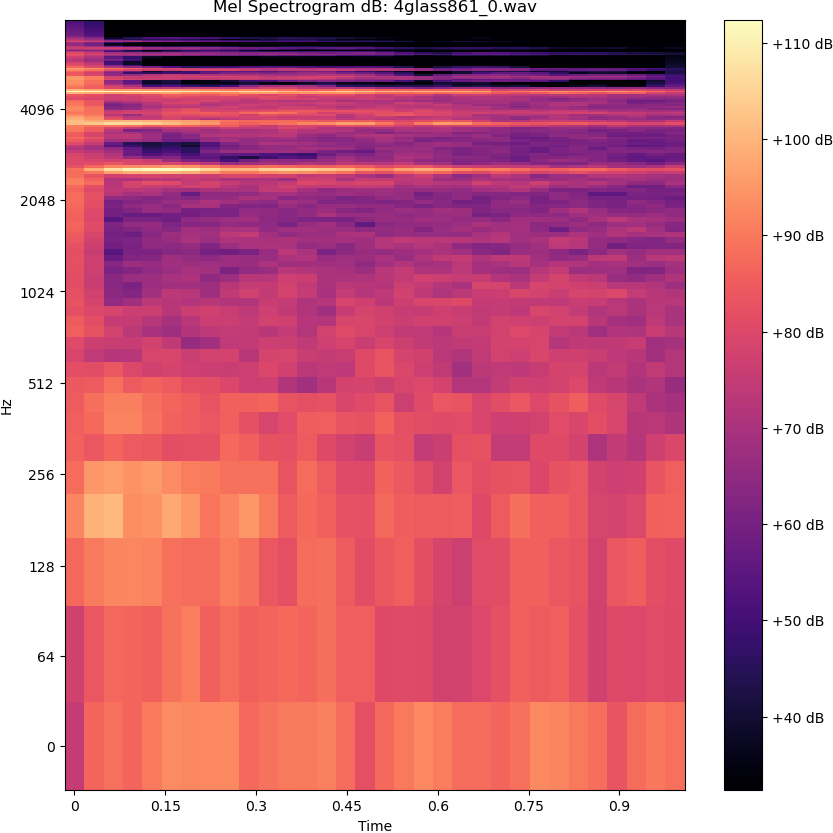 Mel Spectrogram dB: 4glass861_0.wav
+110 dB
4096
+100 dB
2048
+90 dB
1024
+80 dB
512
Hz
+70 dB
256
+60 dB
128
+50 dB
64
+40 dB
0
0 0.15 0.3 0.45 0.6 0.75 0.9
Time